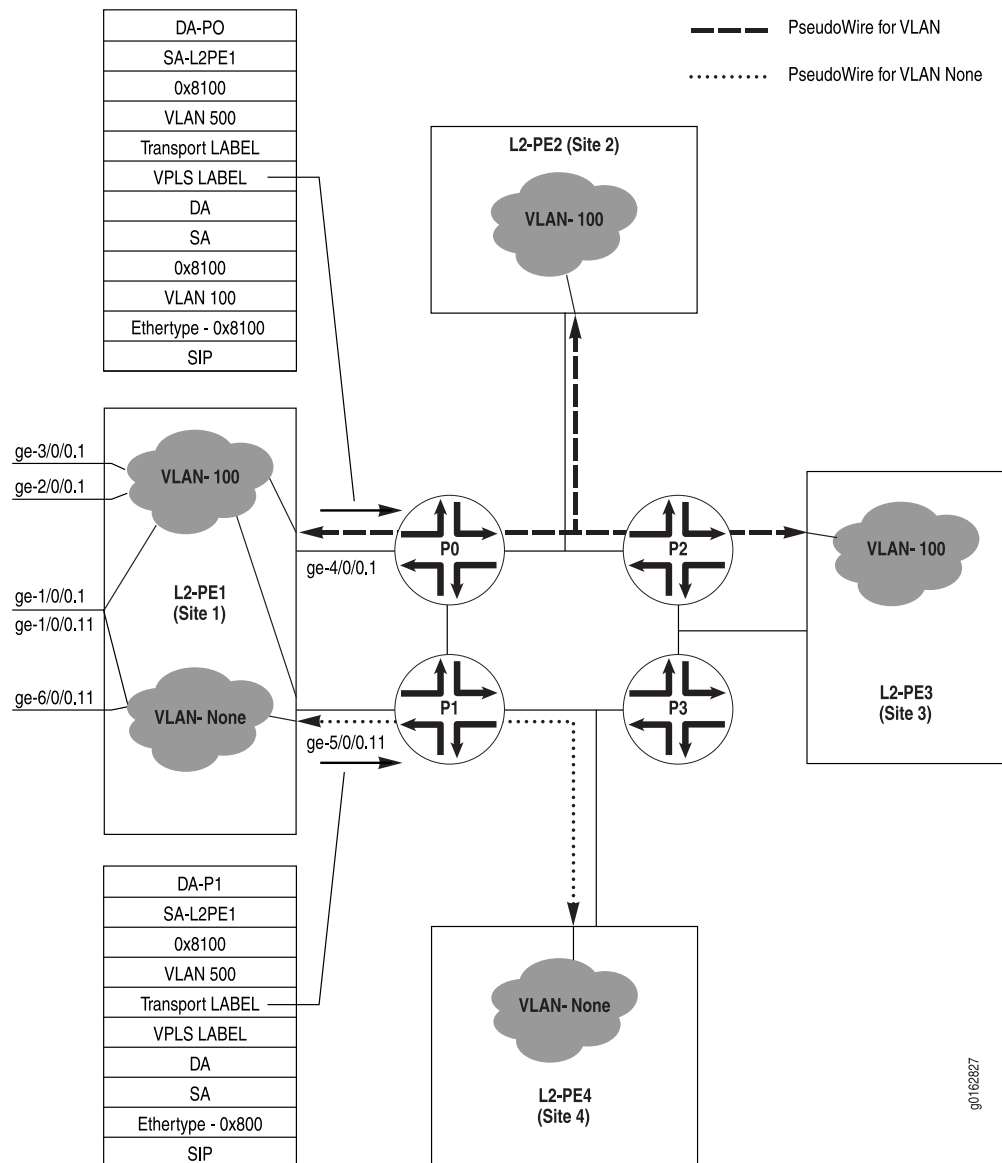 DA-PO
SA-L2PE1
0x8100
VLAN 500
Transport LABEL
VPLS LABEL
DA
SA
0x8100
VLAN 100
Ethertype - 0x8100
SIP
PseudoWire for VLAN
PseudoWire for VLAN None
L2-PE2 (Site 2)
VLAN- 100
ge-3/0/0.1
ge-2/0/0.1
VLAN- 100
ge-1/0/0.1
ge-1/0/0.11
L2-PE1
(Site 1)
ge-6/0/0.11
VLAN- None
ge-4/0/0.1
P0
P2
VLAN- 100
L2-PE3
(Site 3)
P1
P3
ge-5/0/0.11
DA-P1
SA-L2PE1
0x8100
VLAN 500
Transport LABEL
VPLS LABEL
DA
SA
Ethertype - 0x800
SIP
VLAN- None
L2-PE4
(Site 4)
g0162827